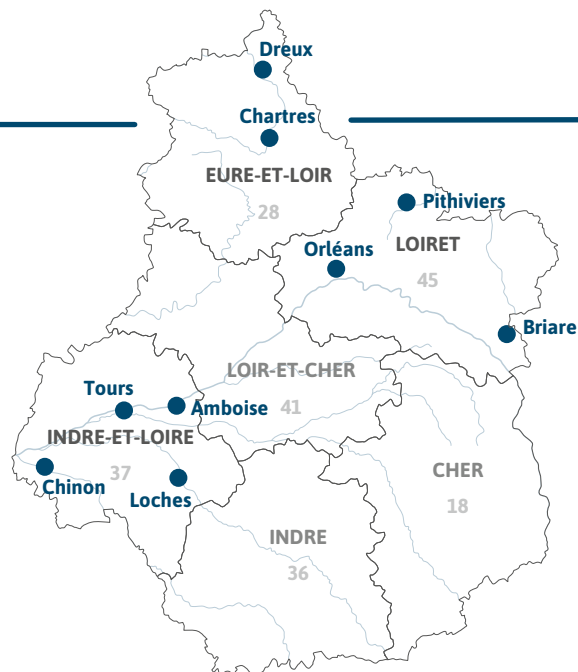 Dreux
Chartres
EURE-ET-LOIR
28
Pithiviers
LOIRET
Orléans
45
Briare
LOIR-ET-CHER
41
Tours
Amboise
INDRE-ET-LOIRE
37
Chinon
Loches
CHER
18
INDRE
36